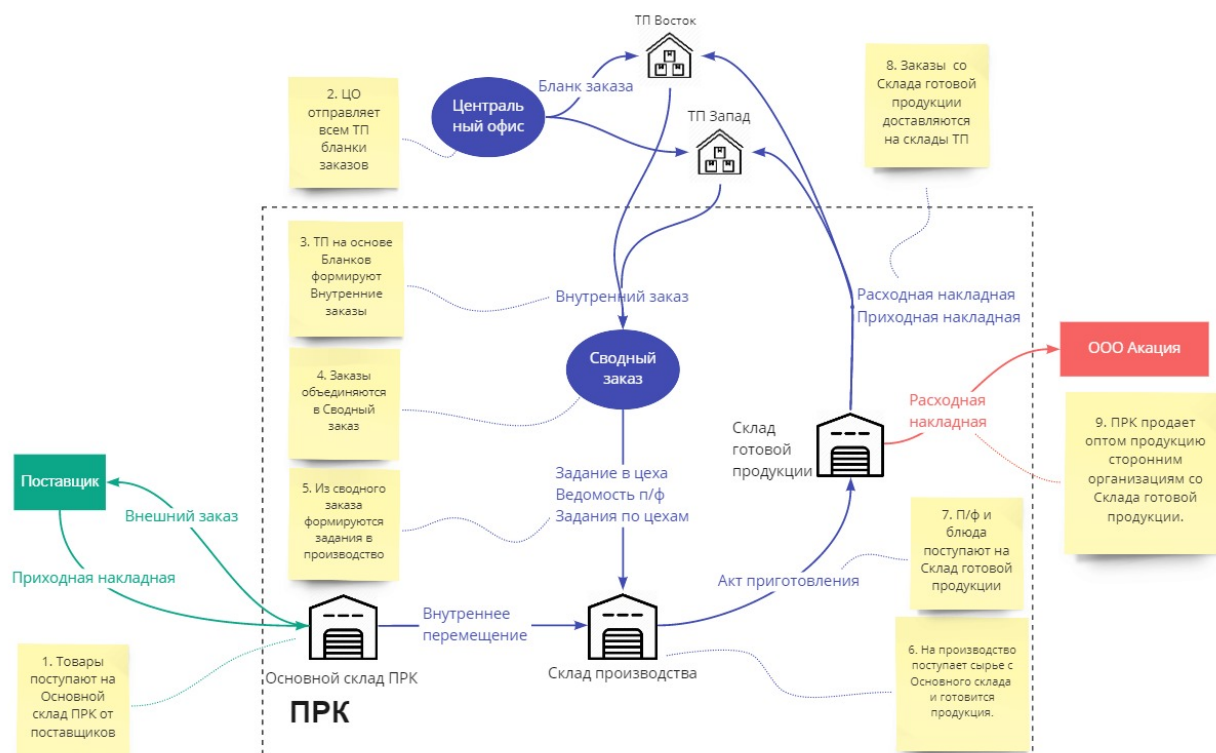 ТП Восток
8. Заказы со
Склада готовой
продукции
доставляются
на склады ТП
2. ЦО
отправляет
всем ТП
бланки
заказов
Централь
ный офис
Бланк заказа
ТП Запад
3. ТП на основе
Бланков
формируют
Внутренние
заказы
Внутренний заказ
Расходная накладная
Приходная накладная
ООО Акация
4. Заказы
объединяются
в Сводный
заказ
Сводный
заказ
Расходная
накладная
9. ПРК продает
оптом продукцию
сторонним
организациям со
Склада готовой
продукции.
Склад
готовой
продукции
Поставщик
Внешний заказ
Приходная накладная
5. Из сводного
заказа
формируются
задания в
производство
Задание в цеха
Ведомость п/ф
Задания по цехам
7. П/ф и
блюда
поступают на
Склад готовой
продукции
Акт приготовления
Внутреннее
перемещение
1. Товары
поступают на
Основной
склад ПРК от
поставщиков
Основной склад ПРК
Склад производства
6. На производство
поступает сырье с
Основного склада
и готовится
продукция.
ПРК